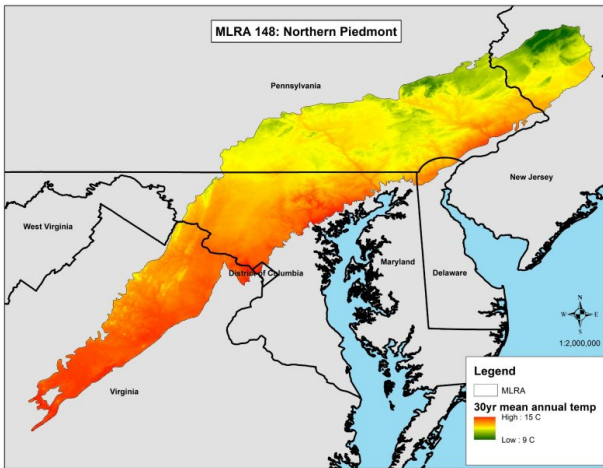 MLRA 148: Northern Piedmont
Pennsylvania
New Jersey
West Virginia
Maryland
Delaware
District of Columbia
Virginia
N
W
E
S
1:2,000,000
Legend
MLRA
30yr mean annual temp
High : 15 C
Low : 9 C